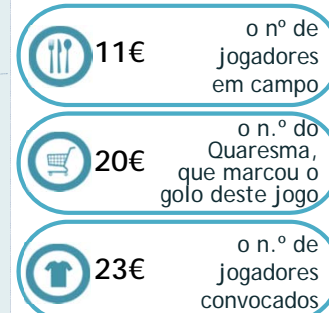 11€
o nº de
jogadores
em campo
20€
o n.º do
Quaresma,
que marcou o
golo deste jogo
23€
o n.º de
jogadores
convocados